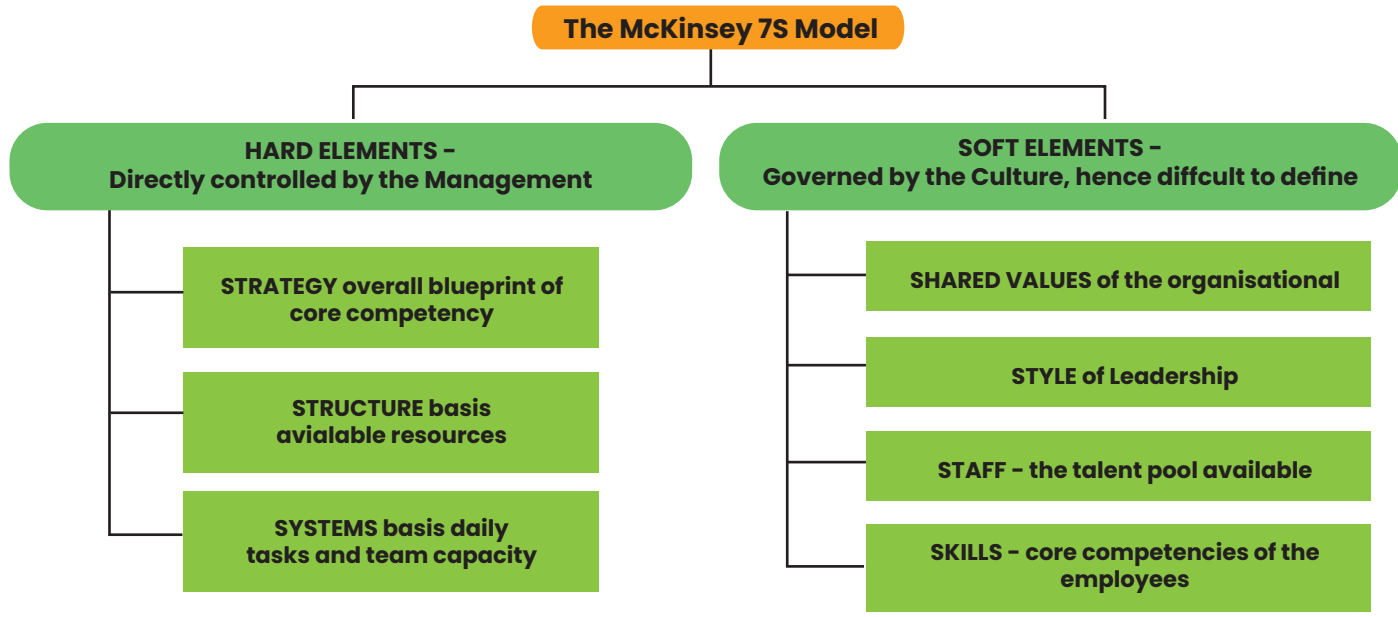 The McKinsey 7S Model
HARD ELEMENTS –
Directly controlled by the Management
STRATEGY overall blueprint of
core competency
STRUCTURE basis
avialable resources
SYSTEMS basis daily
tasks and team capacity
SOFT ELEMENTS –
Governed by the Culture, hence diffcult to define
SHARED VALUES of the organisational
STYLE of Leadership
STAFF – the talent pool available
SKILLS – core competencies of the
employees